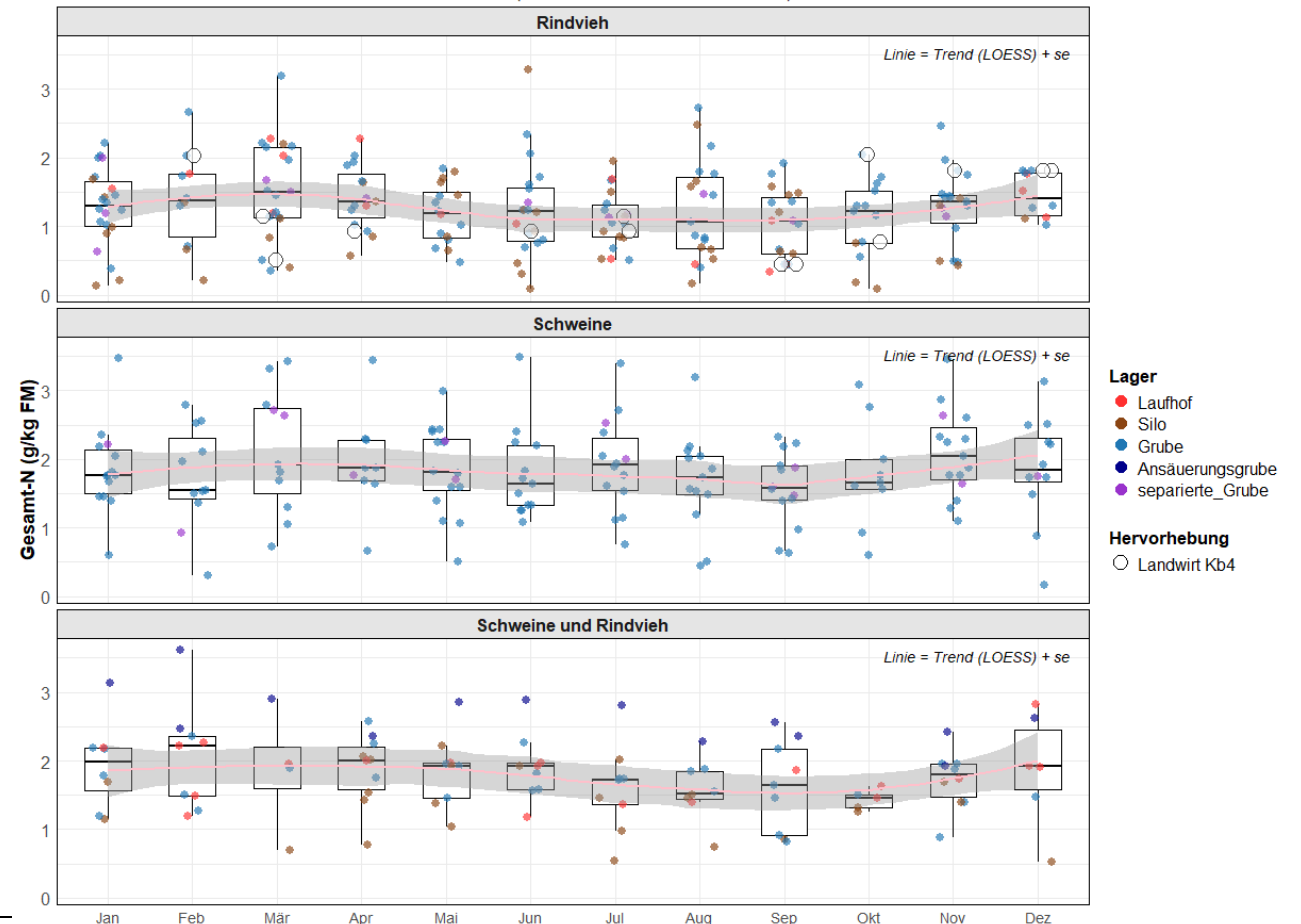 Rindvieh
Linie = Trend (LOESS) + se
3
2
1
0
Schweine
Linie = Trend (LOESS) + se
3
2
1
0
Gesamt-N (g/kg FM)
Schweine und Rindvieh
Linie = Trend (LOESS) + se
3
2
1
0
Jan Feb Mär Apr Mai Jun Jul Aug Sep Okt Nov Dez
Lager
Laufhof
Silo
Grube
Ansäuerungsgrube
separierte_Grube
Hervorhebung
Landwirt Kb4